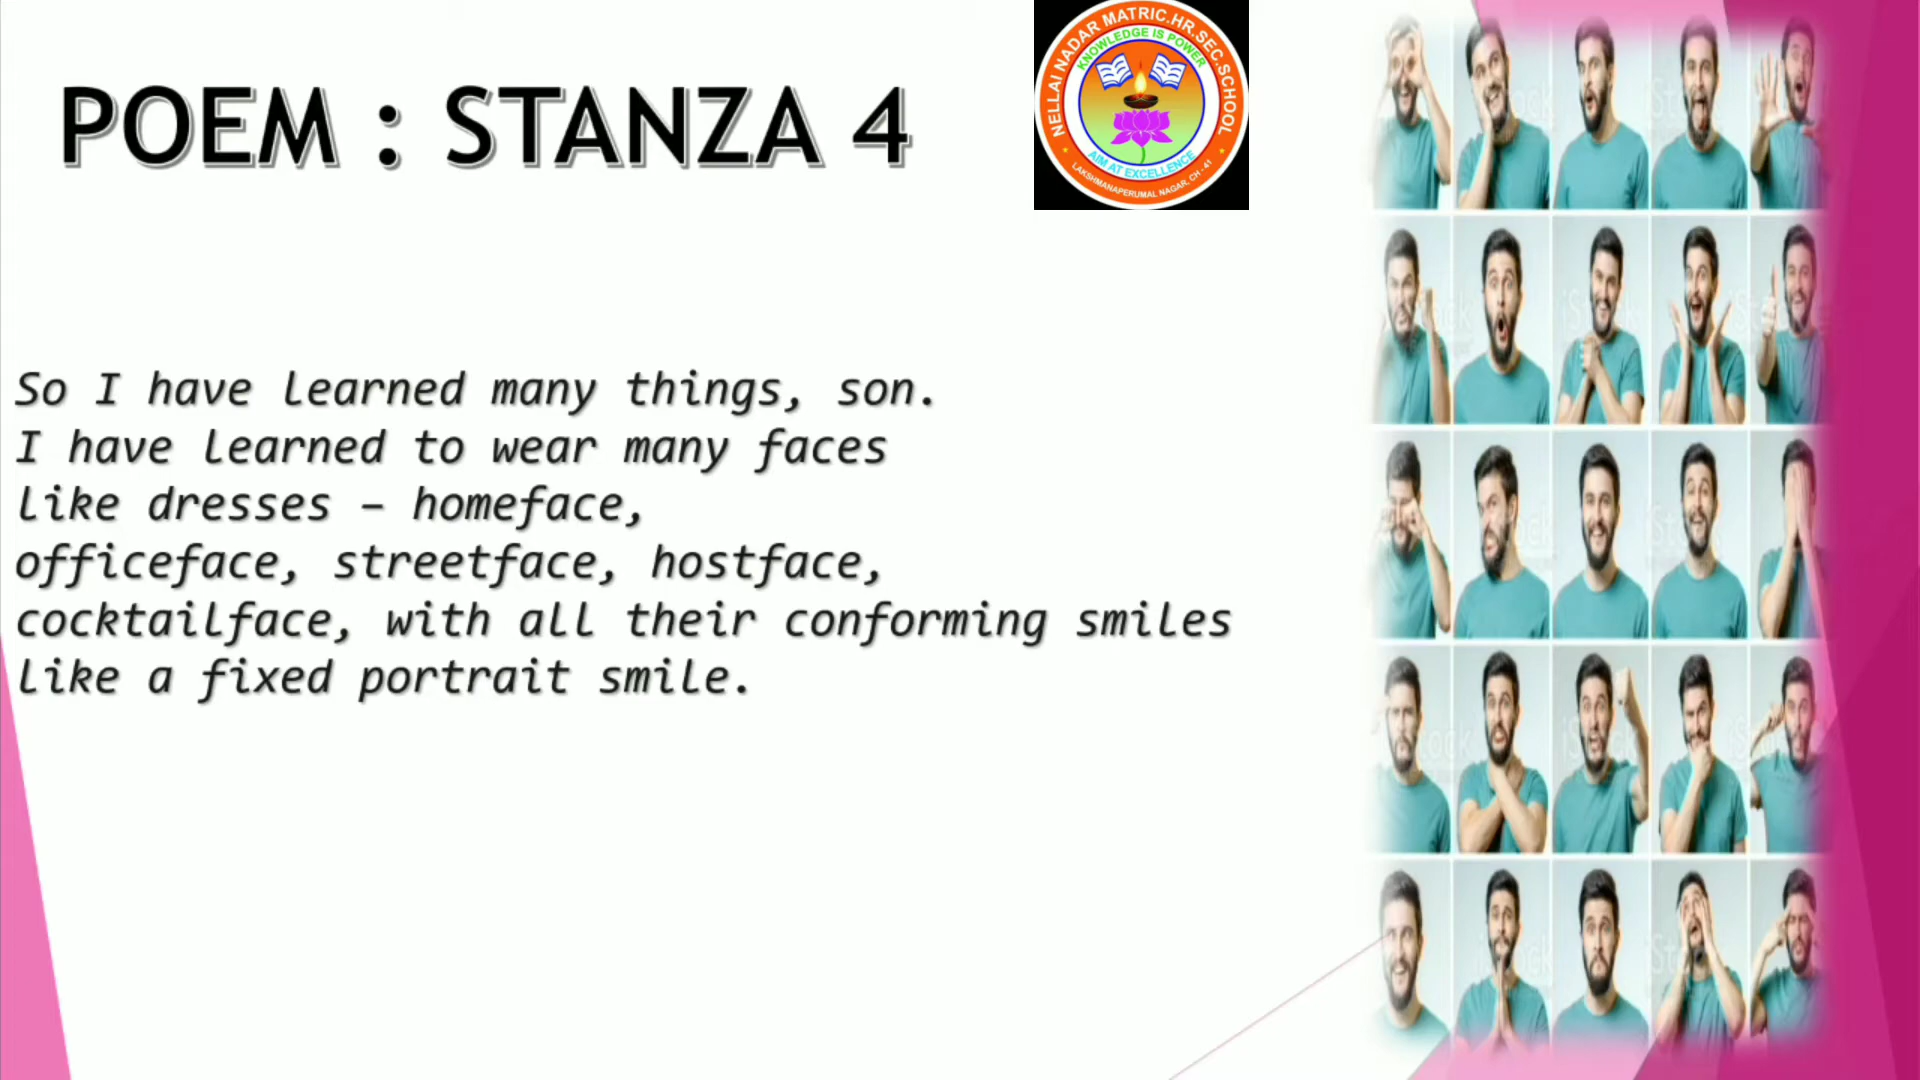 POEM : STANZA 4
NELLAI NADAR MATRIC.HR.SEC.SCHOOL
KNOWLEDGE IS POWER
AIM AT EXCELLENCE
LAKSHMANAPERUMAL NAGAR, CH - 41
So I have learned many things, son.
I have learned to wear many faces
like dresses – homeface,
officeface, streetface, hostface,
cocktailface, with all their conforming smiles
like a fixed portrait smile.